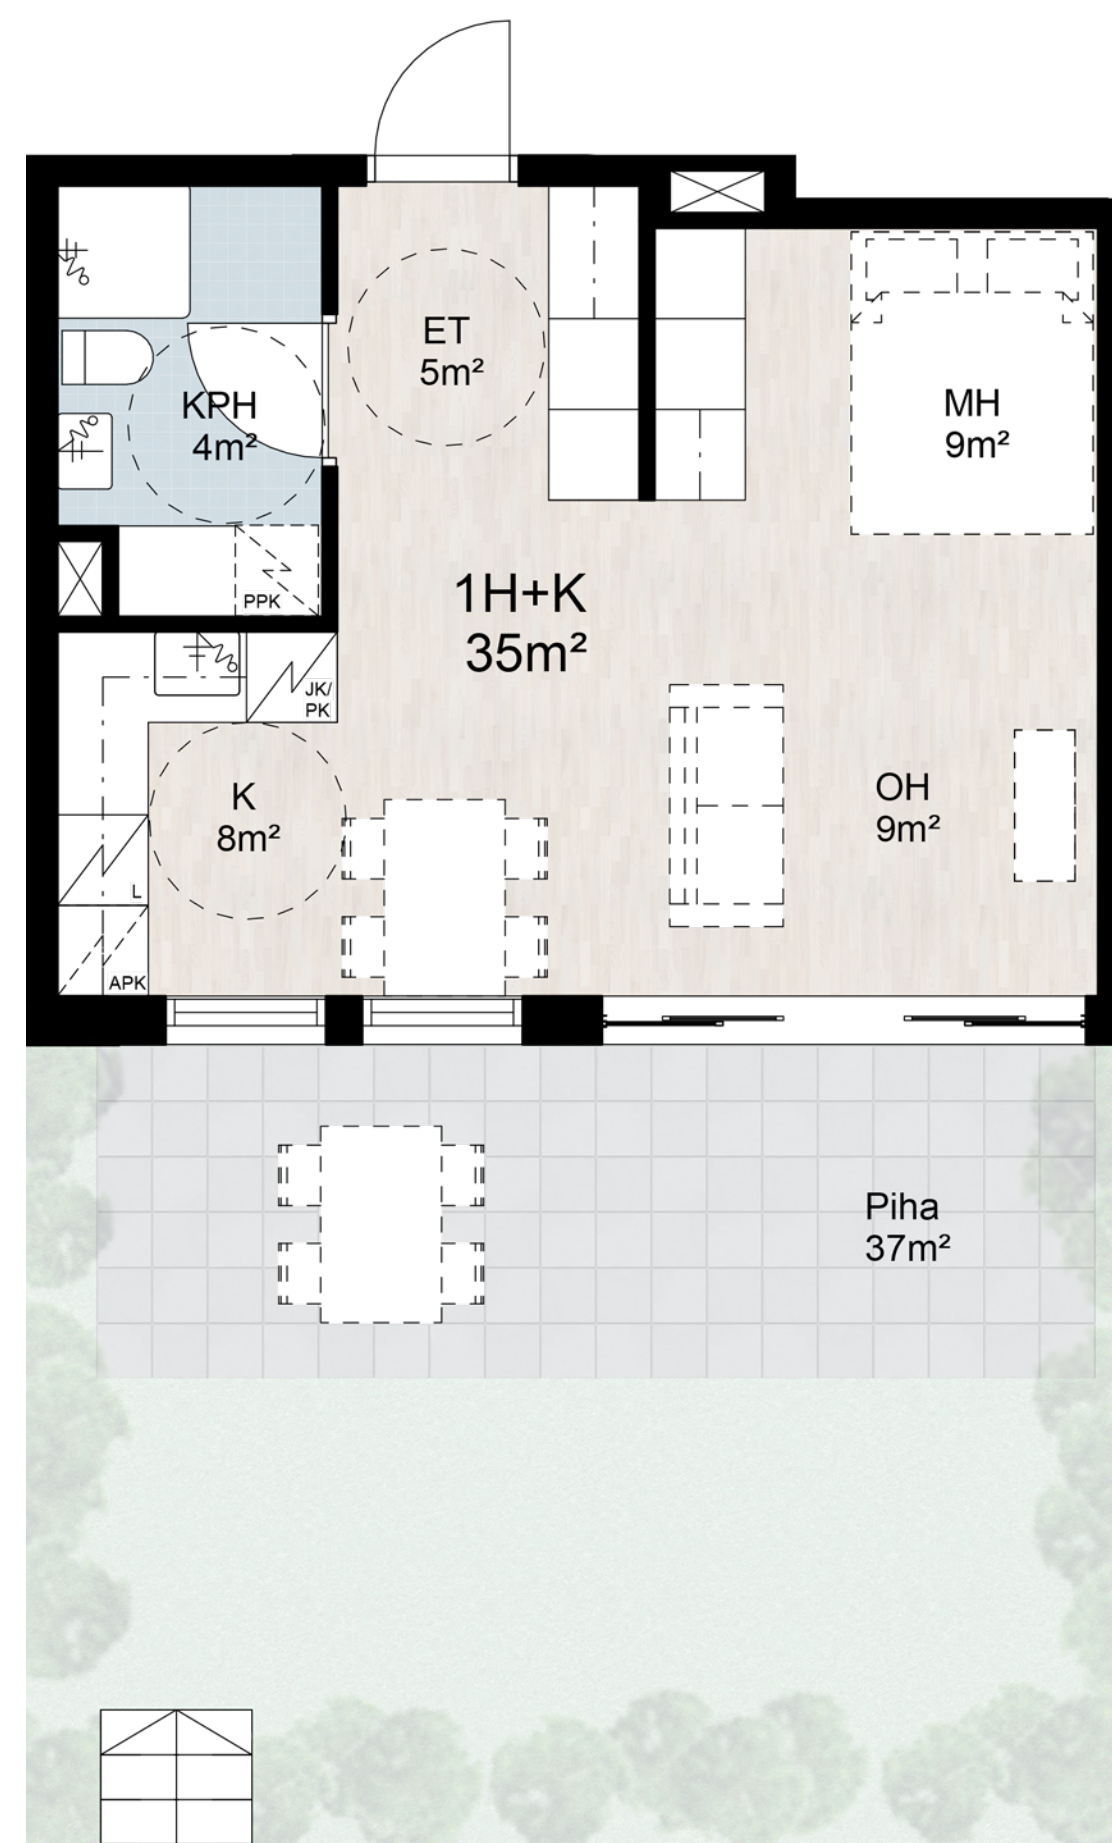 ET
5m²
KPH
4m²
MH
9m²
PPK
1H+K
35m²
JK/
PK
K
8m²
OH
9m²
L
APK
Piha
37m²